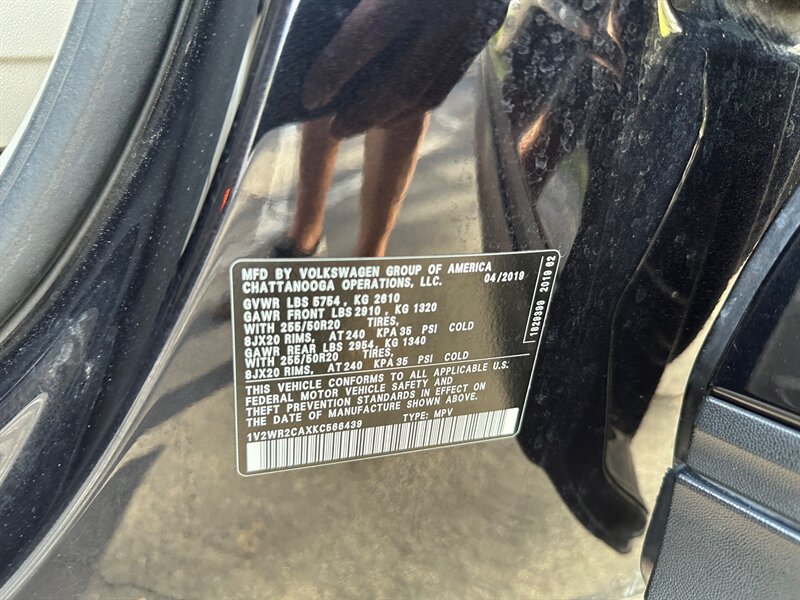 MFD BY VOLKSWAGEN GROUP OF AMERICA
CHATTANOOGA OPERATIONS, LLC. 04/2019
GVWR LBS 5754 , KG 2610
GAWR FRONT LBS 2910 , KG 1320
WITH 255/50R20 TIRES,
8JX20 RIMS, AT 240 KPA 35 PSI COLD
GAWR REAR LBS 2954, KG 1340
WITH 255/50R20 TIRES,
8JX20 RIMS, AT240 KPA 35 PSI COLD
THIS VEHICLE CONFORMS TO ALL APPLICABLE U.S.
FEDERAL MOTOR VEHICLE SAFETY AND
THEFT PREVENTION STANDARDS IN EFFECT ON
THE DATE OF MANUFACTURE SHOWN ABOVE.
1V2WR2CAXKC566439 TYPE: MPV
1629399 2019 62